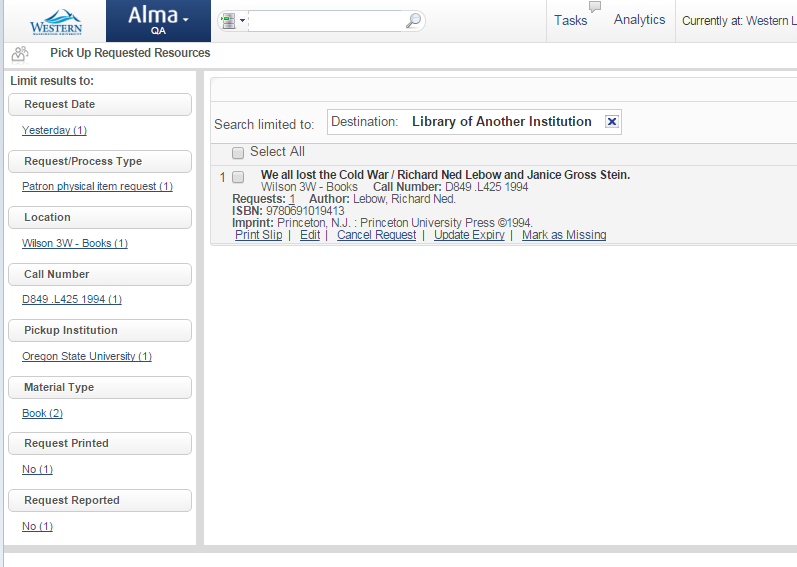 WESTERN
WASHINGTON UNIVERSITY
Alma
QA
Tasks
Analytics
Currently at: Western L
Pick Up Requested Resources
Limit results to:
Request Date
Yesterday (1)
Request/Process Type
Patron physical item request (1)
Location
Wilson 3W - Books (1)
Call Number
D849 .L425 1994 (1)
Pickup Institution
Oregon State University (1)
Material Type
Book (2)
Request Printed
No (1)
Request Reported
No (1)
Search limited to: Destination: Library of Another Institution x
Select All
1 We all lost the Cold War / Richard Ned Lebow and Janice Gross Stein.
Wilson 3W - Books Call Number: D849 .L425 1994
Requests: 1 Author: Lebow, Richard Ned.
ISBN: 9780691019413
Imprint: Princeton, N.J. : Princeton University Press ©1994.
Print Slip | Edit | Cancel Request | Update Expiry | Mark as Missing